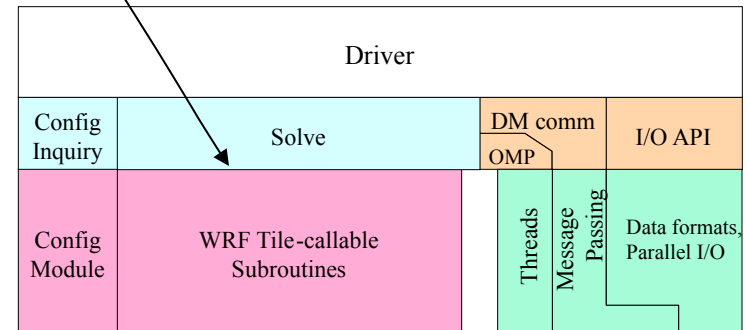 Driver
Config
Inquiry
Solve
DM comm
OMP
I/O API
Config
Module
WRF Tile-callable
Subroutines
Threads
Message
Passing
Data formats,
Parallel I/O